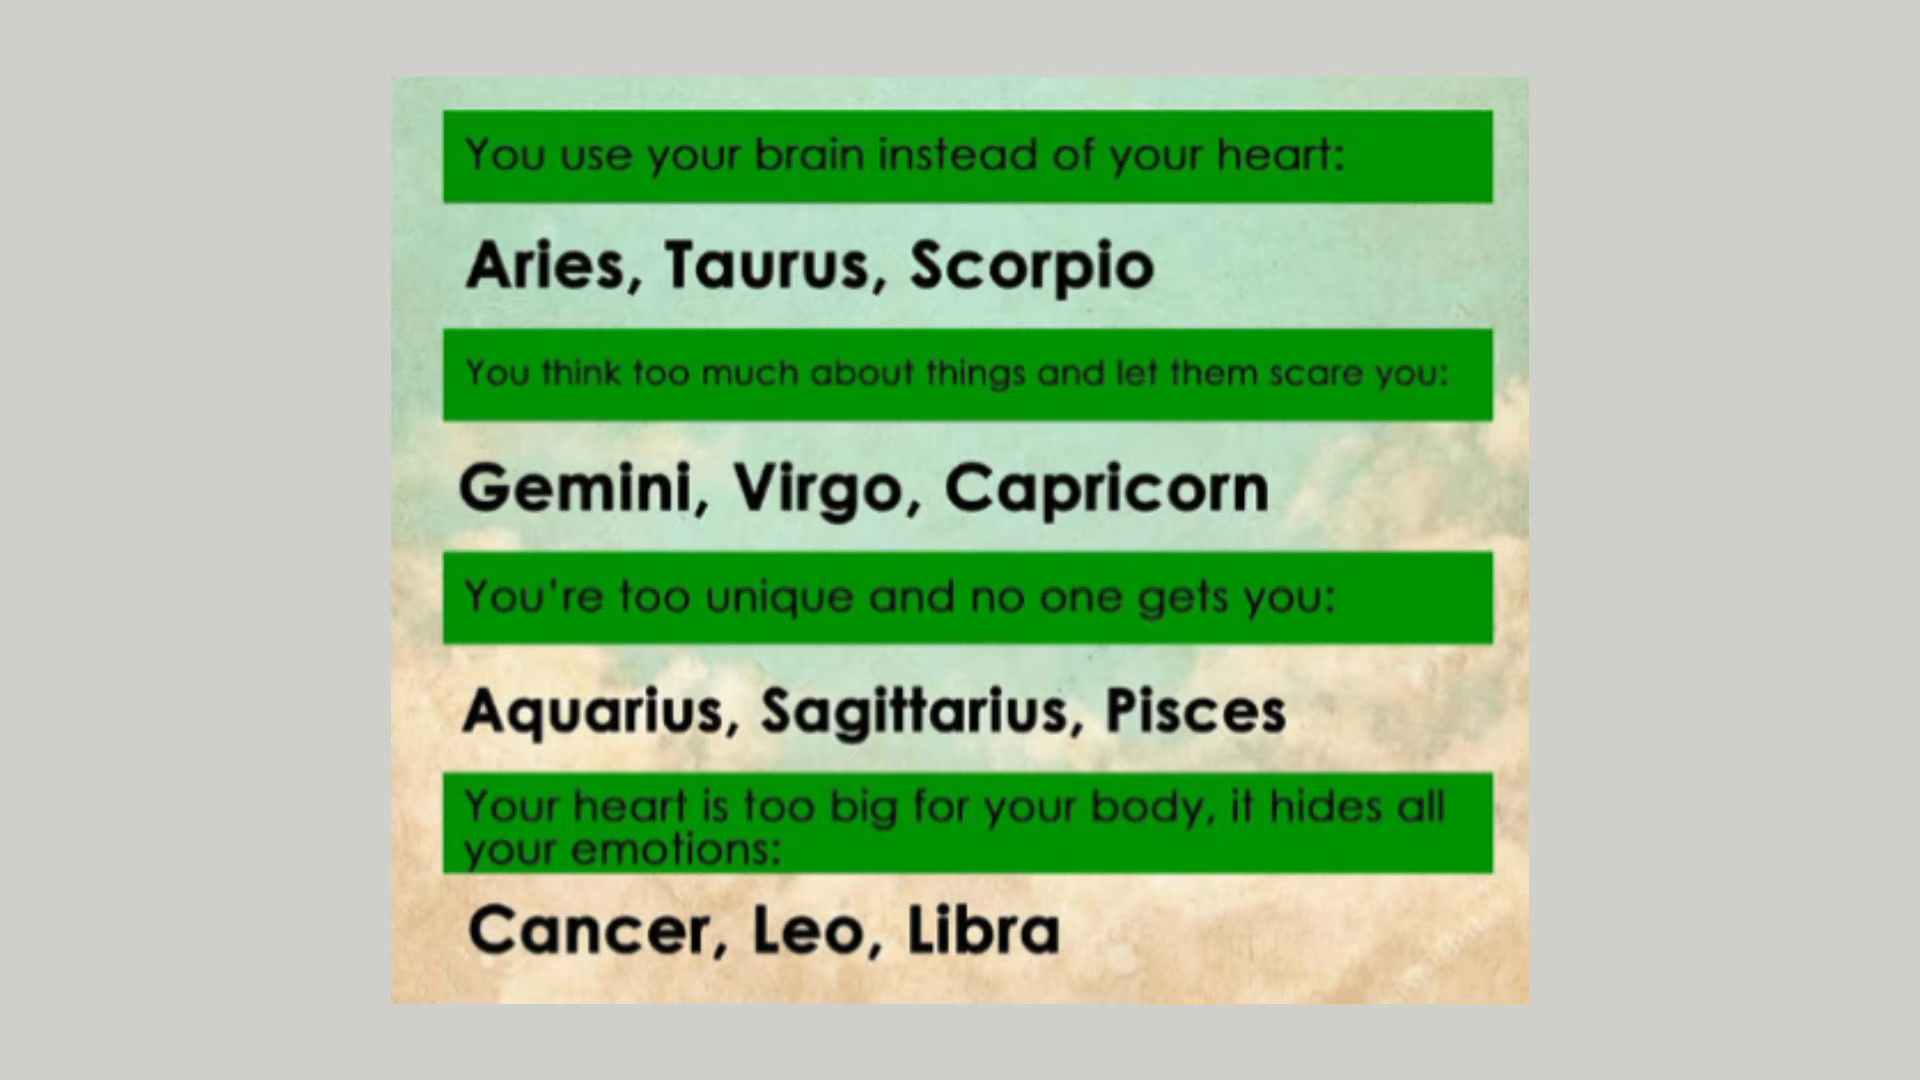 You use your brain instead of your heart:
Aries, Taurus, Scorpio
You think too much about things and let them scare you:
Gemini, Virgo, Capricorn
You're too unique and no one gets you:
Aquarius, Sagittarius, Pisces
Your heart is too big for your body, it hides all
your emotions:
Cancer, Leo, Libra